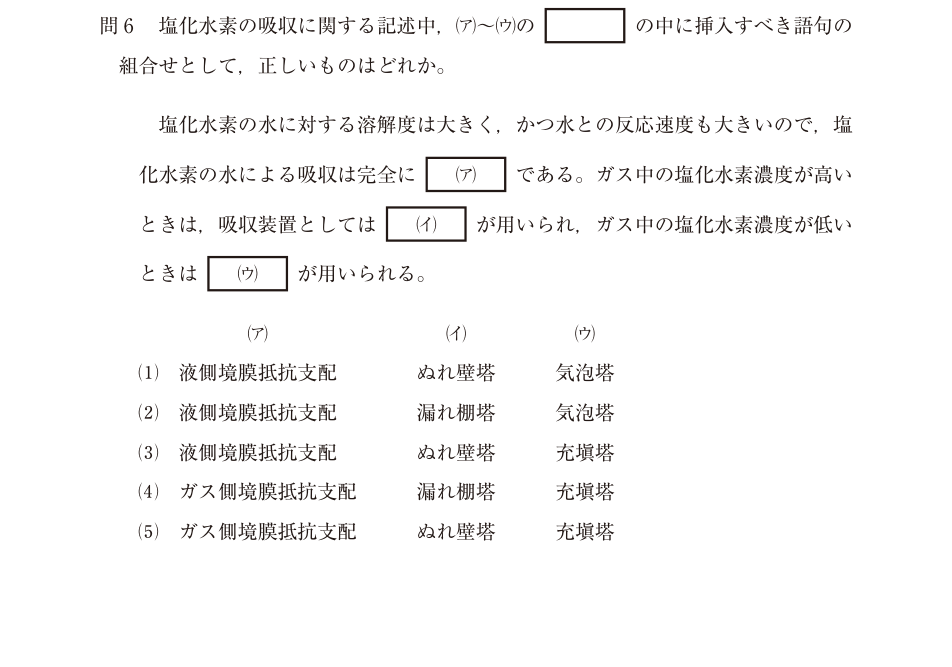 問6 塩化水素の吸収に関する記述中，㋐～㋒の の中に挿入すべき語句の
組合せとして，正しいものはどれか。
塩化水素の水に対する溶解度は大きく，かつ水との反応速度も大きいので，塩
化水素の水による吸収は完全に (ア) である。ガス中の塩化水素濃度が高い
ときは，吸収装置としては (イ) が用いられ，ガス中の塩化水素濃度が低い
ときは (ウ) が用いられる。
(ア) (イ) (ウ)
(1) 液側境膜抵抗支配 ぬれ壁塔 気泡塔
(2) 液側境膜抵抗支配 漏れ棚塔 気泡塔
(3) 液側境膜抵抗支配 ぬれ壁塔 充塡塔
(4) ガス側境膜抵抗支配 漏れ棚塔 充塡塔
(5) ガス側境膜抵抗支配 ぬれ壁塔 充塡塔